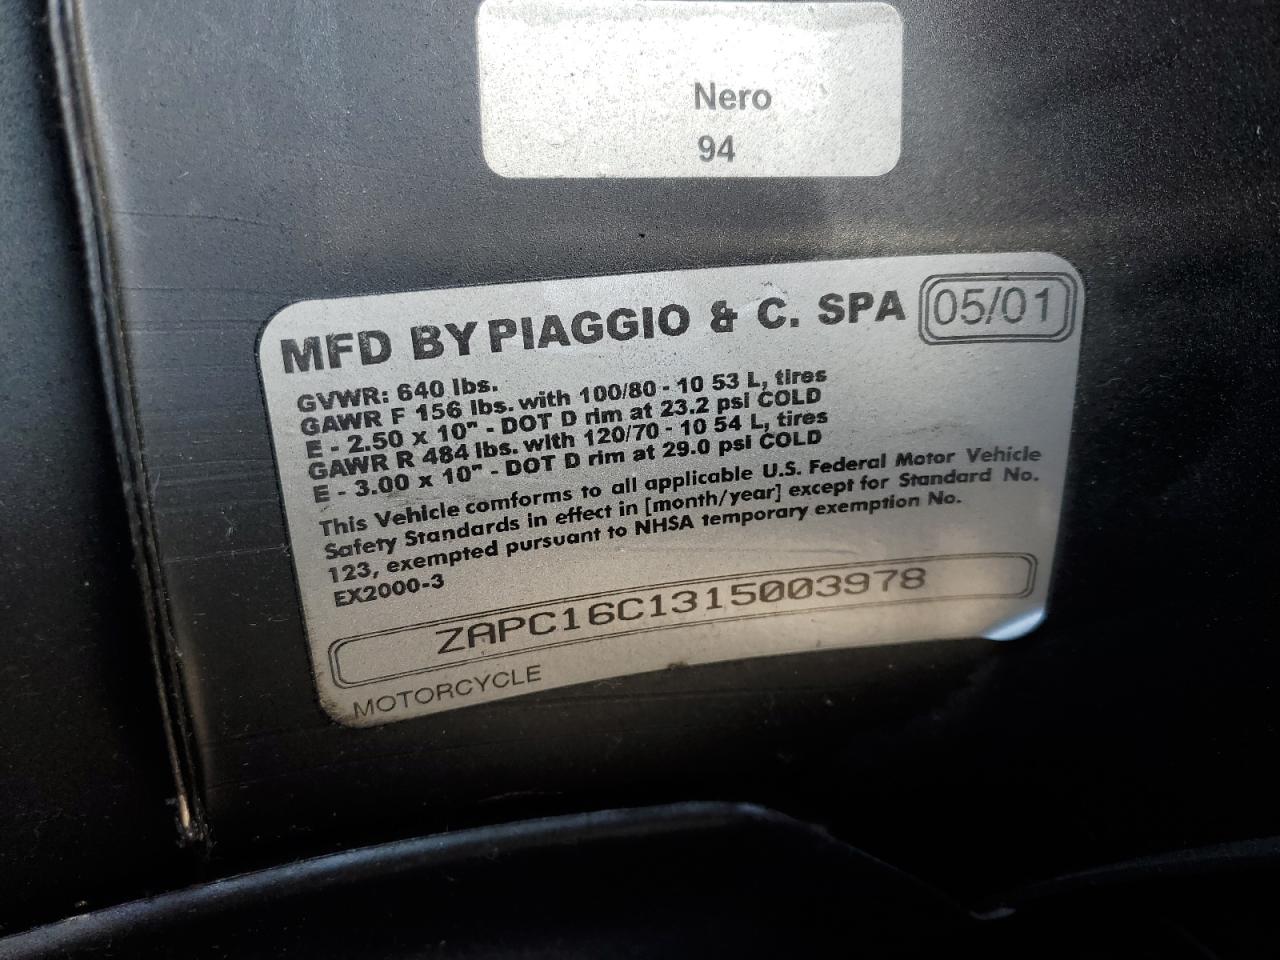 Nero
94
MFD BY PIAGGIO & C. SPA 05/01
GVWR: 640 lbs.
GAWR F 156 lbs. with 100/80 - 10 53 L, tires
E - 2.50 x 10" - DOT D rim at 23.2 psi COLD
GAWR R 484 lbs. with 120/70 - 10 54 L, tires
E - 3.00 x 10" - DOT D rim at 29.0 psi COLD
This Vehicle comforms to all applicable U.S. Federal Motor Vehicle
Safety Standards in effect in [month/year] except for Standard No.
123, exempted pursuant to NHSA temporary exemption No.
EX2000-3
ZAPC16C1315003978
MOTORCYCLE